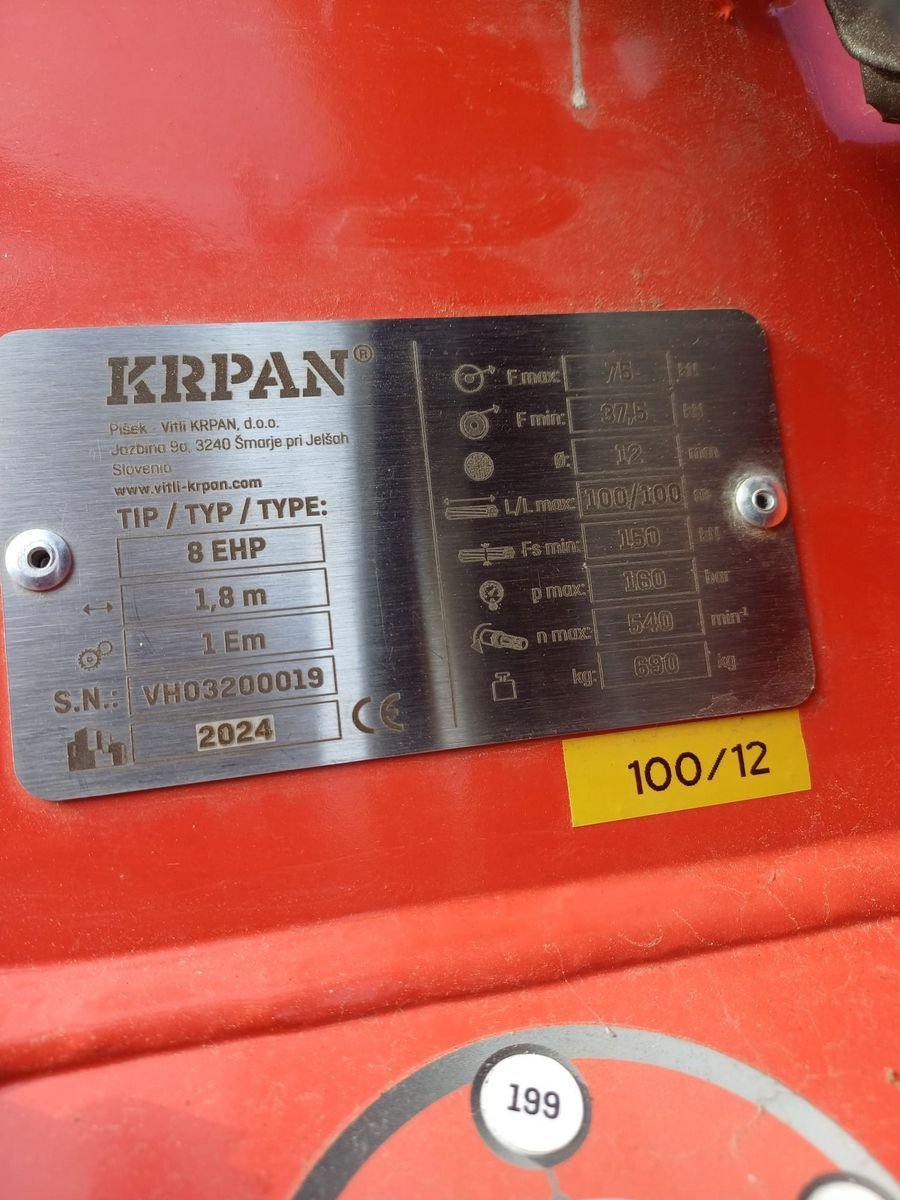 KRPAN®
Pišek - Vitli KRPAN, d.o.o.
Jazbina 9a, 3240 Šmarje pri Jelšah
Slovenia
www.vitli-krpan.com
TIP / TYP / TYPE:
8 EHP
1,8 m
1 Em
S.N.: VH03200019
2024 CE
F max: 75 kN
F min: 37,5 kN
Ø: 12 mm
L/L max: 100/100 m
Fs min: 150 kN
p max: 160 bar
n max: 540 min⁻¹
kg: 690 kg
100/12
199